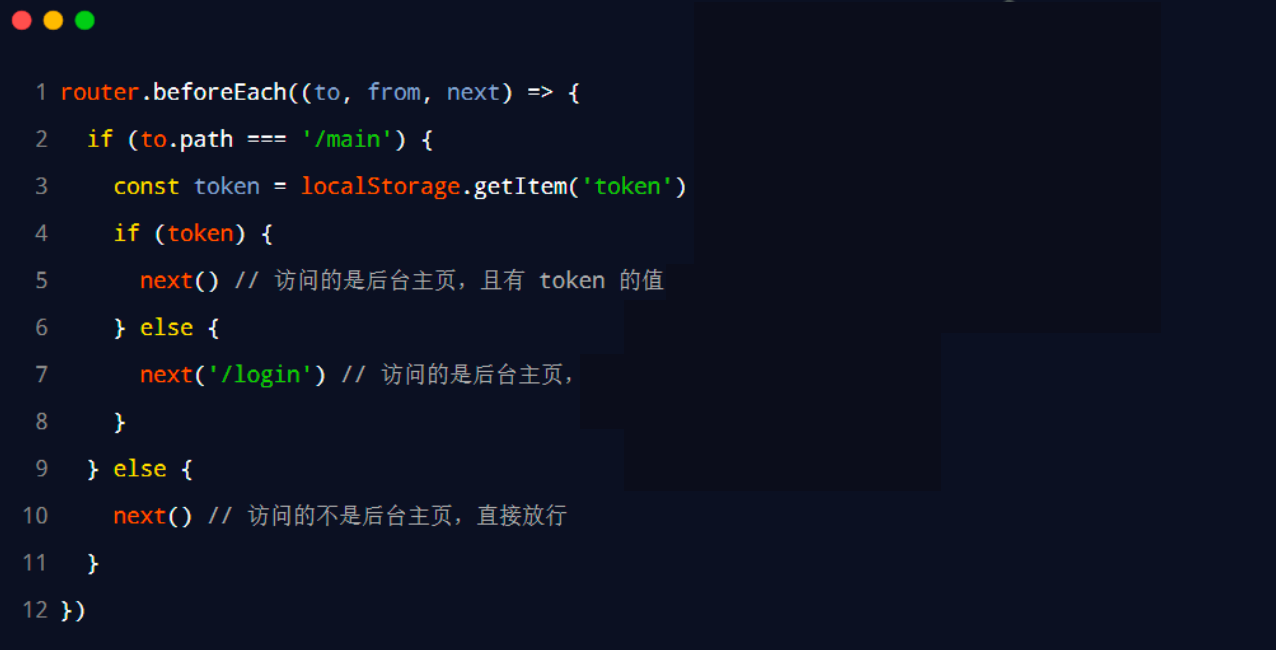 1 router.beforeEach((to, from, next) => {
2   if (to.path === '/main') {
3     const token = localStorage.getItem('token')
4     if (token) {
5       next() // 访问的是后台主页，且有 token 的值
6     } else {
7       next('/login') // 访问的是后台主页，
8     }
9   } else {
10     next() // 访问的不是后台主页，直接放行
11   }
12 })